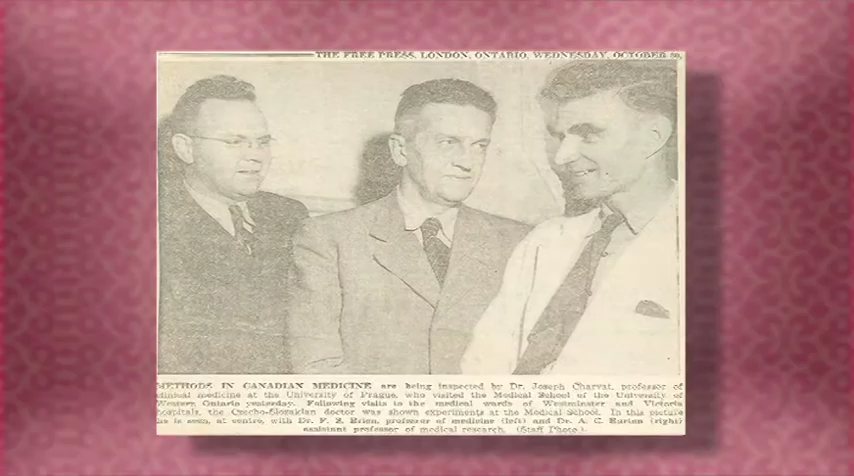 THE FREE PRESS, LONDON, ONTARIO, WEDNESDAY, OCTOBER 30,
METHODS IN CANADIAN MEDICINE are being inspected by Dr. Joseph Charvat, professor of
clinical medicine at the University of Prague, who visited the Medical School of the University of
Western Ontario yesterday. Following visits to the medical wards of Westminster and Victoria
hospitals, the Czecho-Slovakian doctor was shown experiments at the Medical School. In this picture
he is seen, at centre, with Dr. F. S. Brien, professor of medicine (left) and Dr. A. C. Burton (right)
assistant professor of medical research. (Staff Photo).